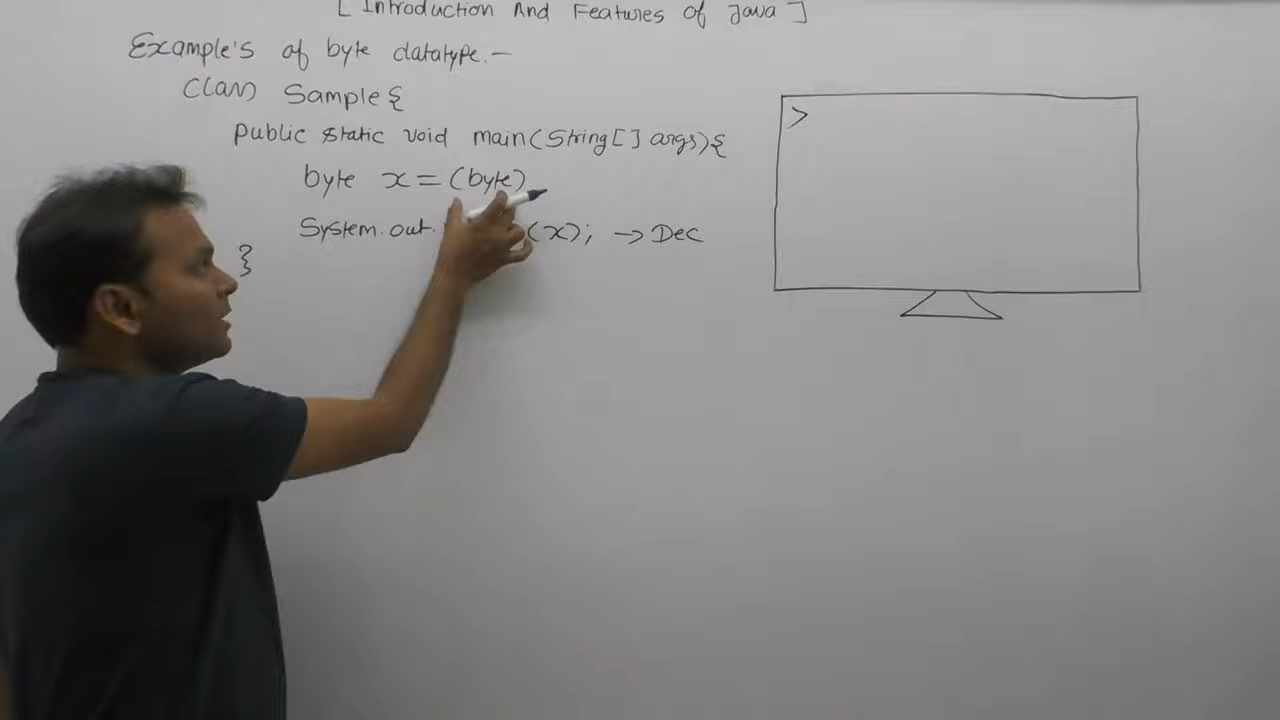 [ Introduction And Features Of Java ]
Example's of byte datatype.—
Class Sample{
public static void main(String[] args){
byte x = (byte)
System.out. (x); → Dec
}
>